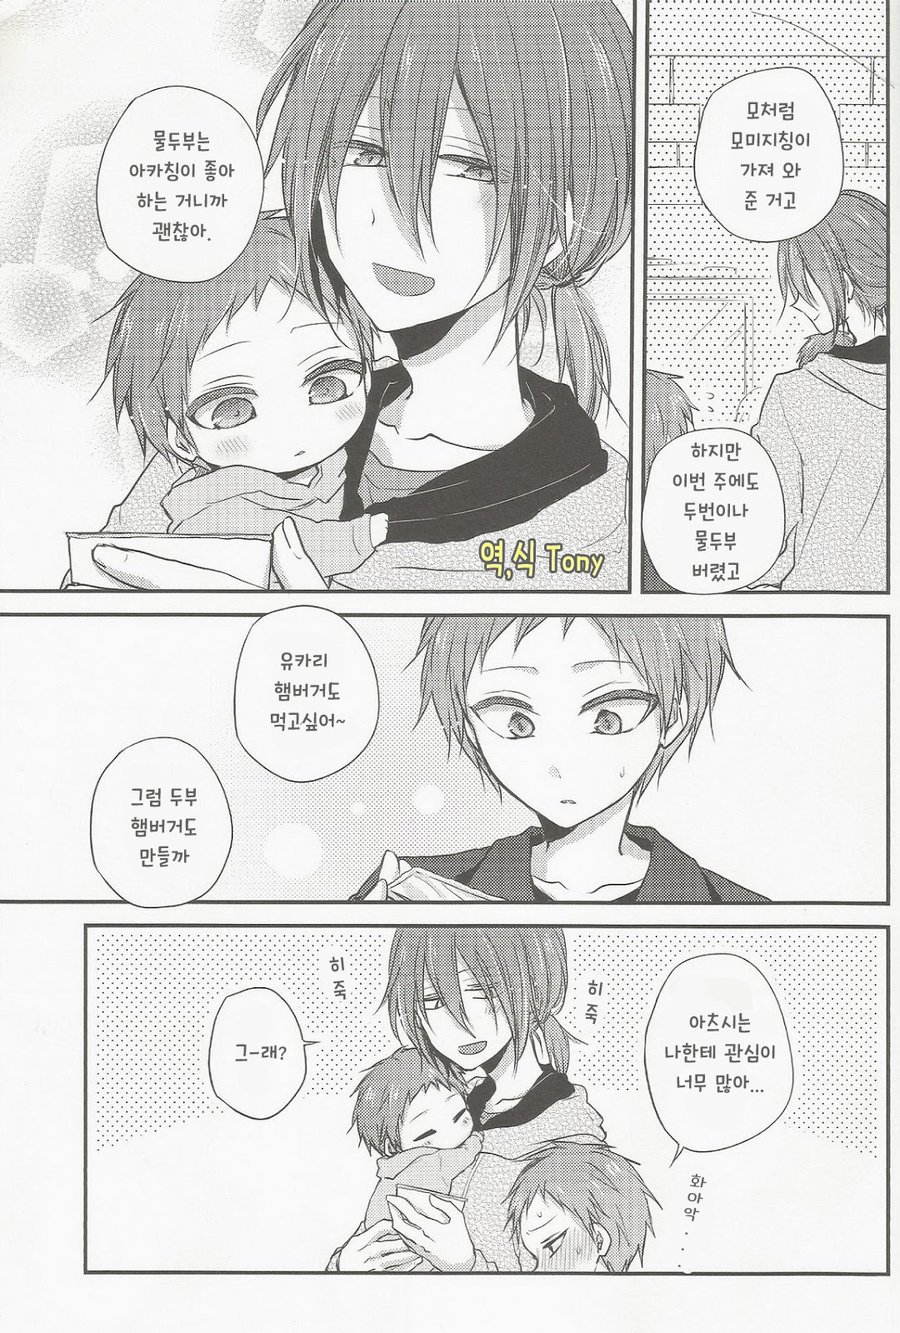 모처럼
모미지칭이
가져 와
준 거고
하지만
이번 주에도
두번이나
물두부
버렸고
물두부는
아카칭이 좋아
하는 거니까
괜찮아.
역,식 Tony
유카리
햄버거도
먹고싶어~
그럼 두부
햄버거도
만들까
아츠시는
나한테 관심이
너무 많아...
화아악...
히죽
히죽
그-래?